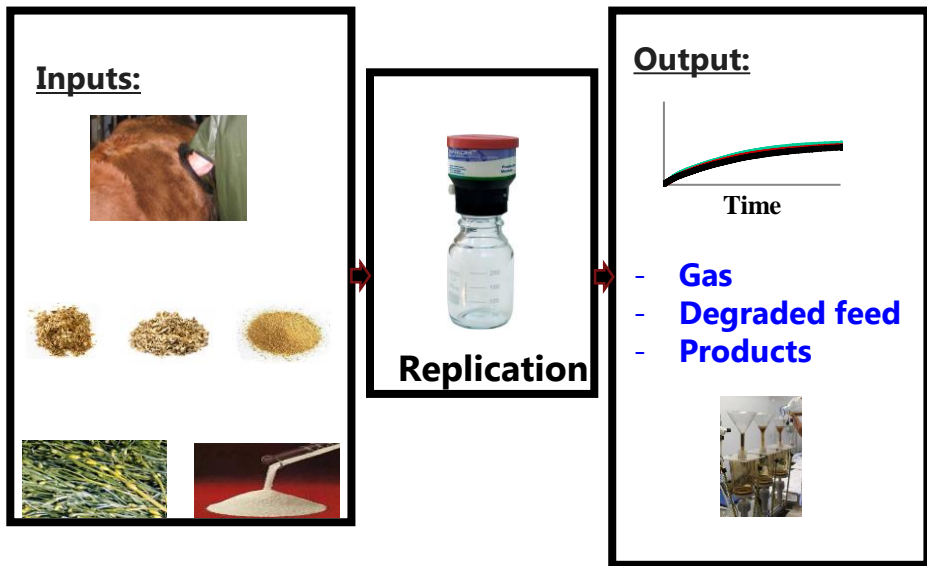 Inputs:
Replication
Output:
Time
- Gas
- Degraded feed
- Products